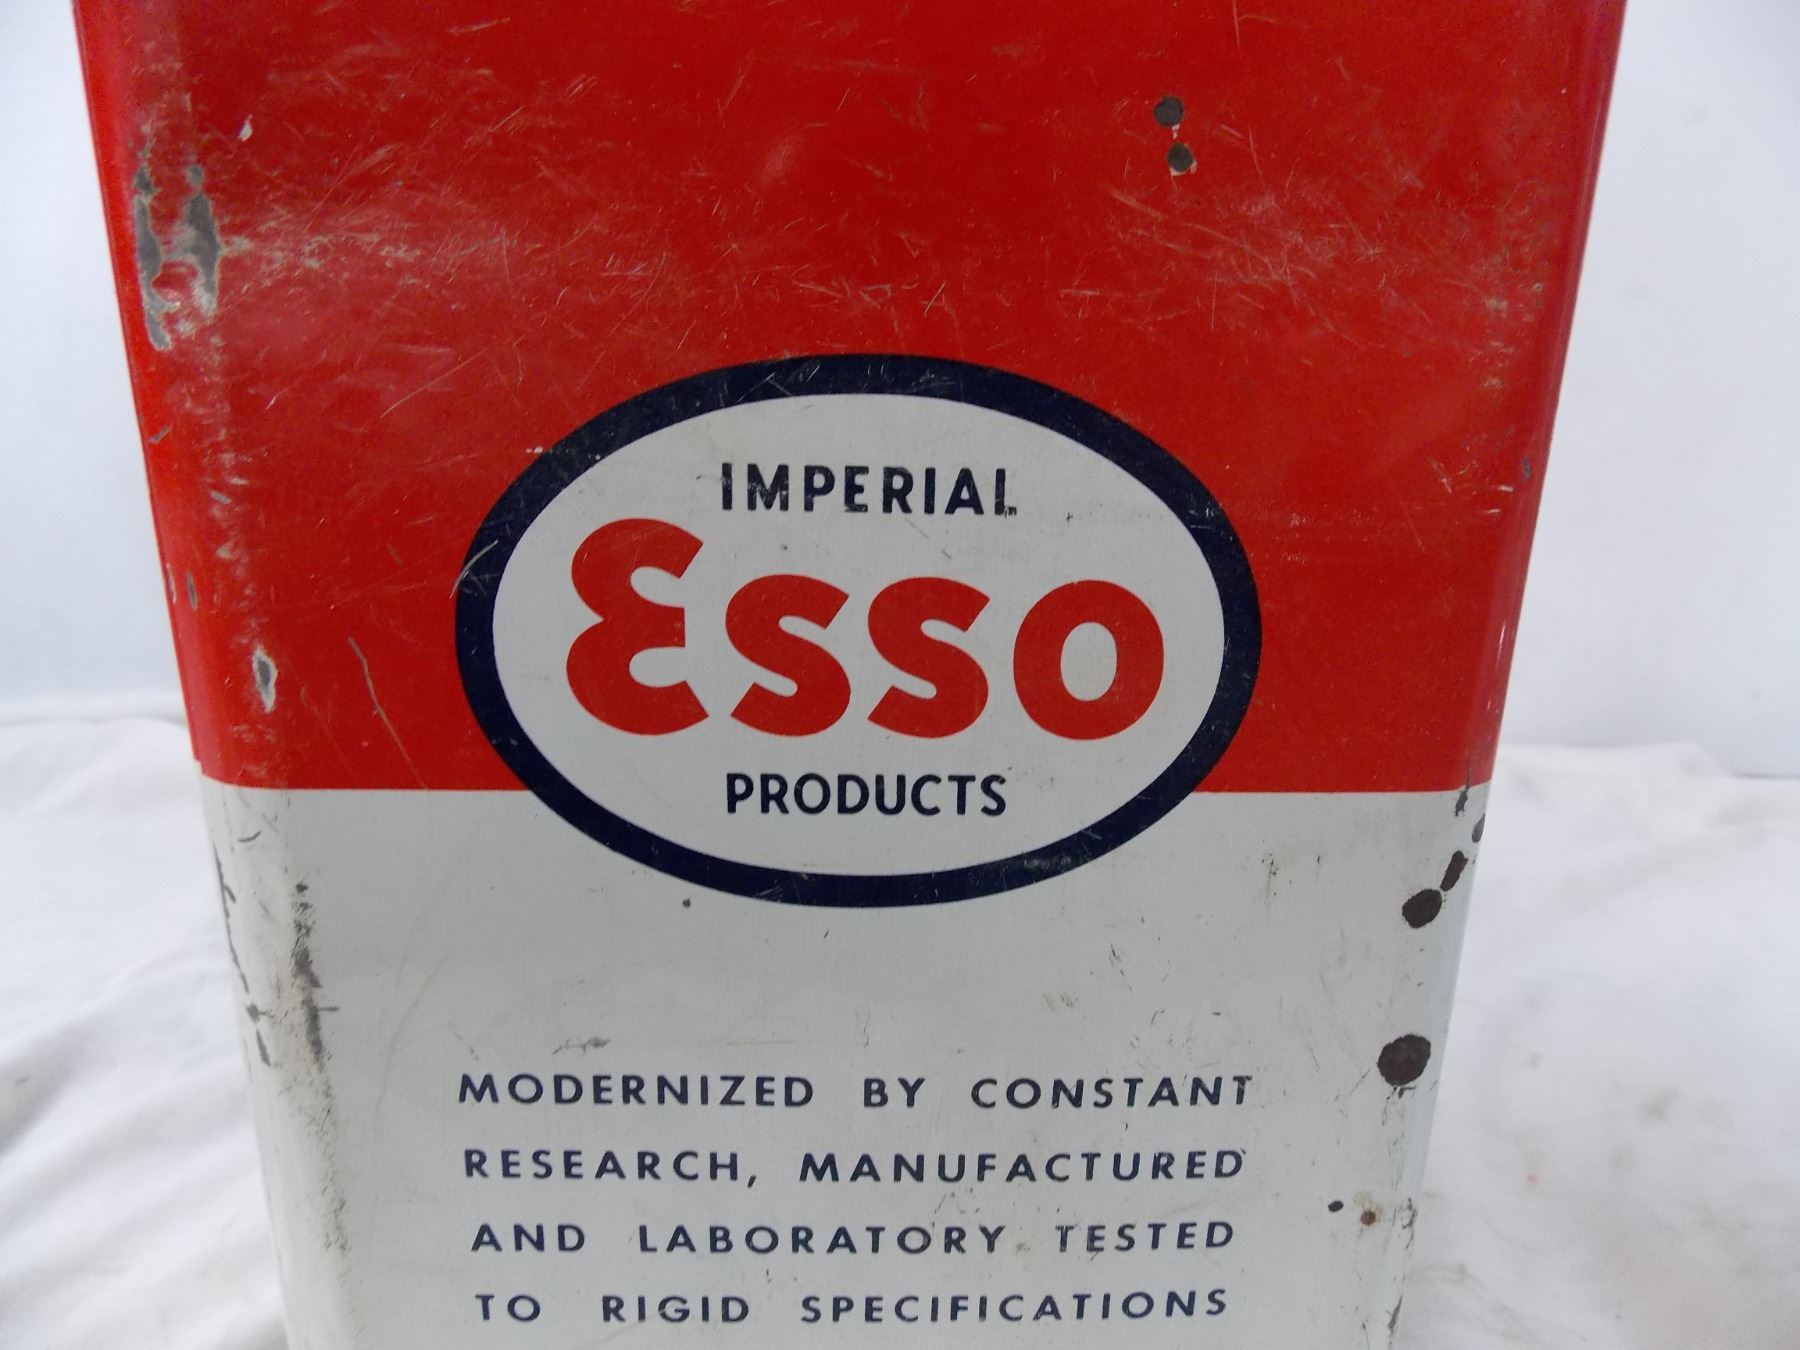 IMPERIAL
Esso
PRODUCTS
MODERNIZED BY CONSTANT
RESEARCH, MANUFACTURED
AND LABORATORY TESTED
TO RIGID SPECIFICATIONS